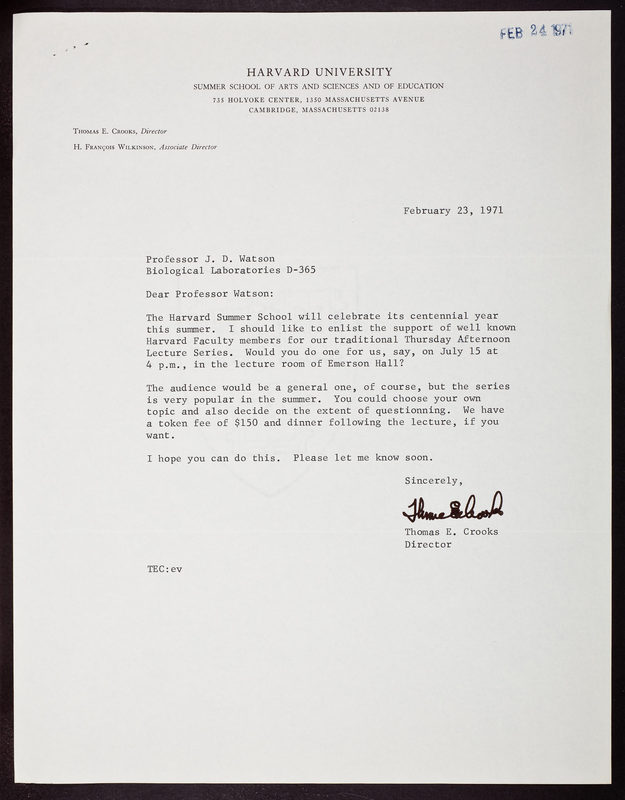 FEB 24 1971
HARVARD UNIVERSITY
SUMMER SCHOOL OF ARTS AND SCIENCES AND OF EDUCATION
735 HOLYOKE CENTER, 1350 MASSACHUSETTS AVENUE
CAMBRIDGE, MASSACHUSETTS 02138
THOMAS E. CROOKS, Director
H. FRANÇOIS WILKINSON, Associate Director
February 23, 1971
Professor J. D. Watson
Biological Laboratories D-365
Dear Professor Watson:
The Harvard Summer School will celebrate its centennial year
this summer. I should like to enlist the support of well known
Harvard Faculty members for our traditional Thursday Afternoon
Lecture Series. Would you do one for us, say, on July 15 at
4 p.m., in the lecture room of Emerson Hall?
The audience would be a general one, of course, but the series
is very popular in the summer. You could choose your own
topic and also decide on the extent of questionning. We have
a token fee of $150 and dinner following the lecture, if you
want.
I hope you can do this. Please let me know soon.
Sincerely,
Thomas E. Crooks
Thomas E. Crooks
Director
TEC:ev